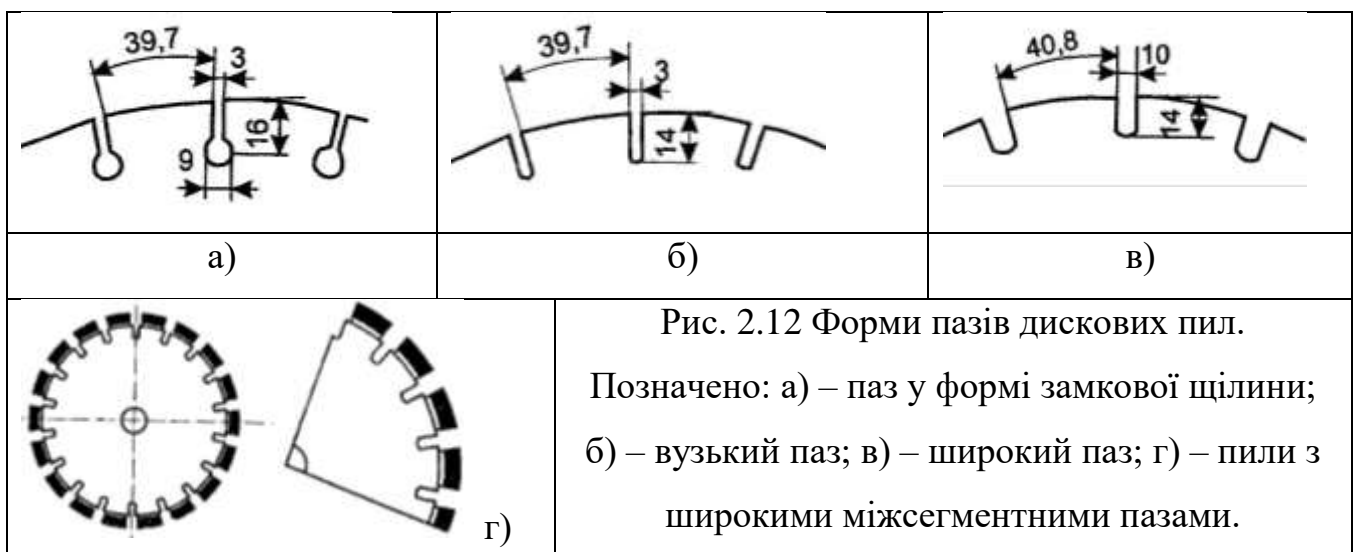 39,7
3
16
9
39,7
3
14
40,8
10
14
а)
б)
в)
г)
Рис. 2.12 Форми пазів дискових пил.
Позначено: а) – паз у формі замкової щілини;
б) – вузький паз; в) – широкий паз; г) – пили з
широкими міжсегментними пазами.